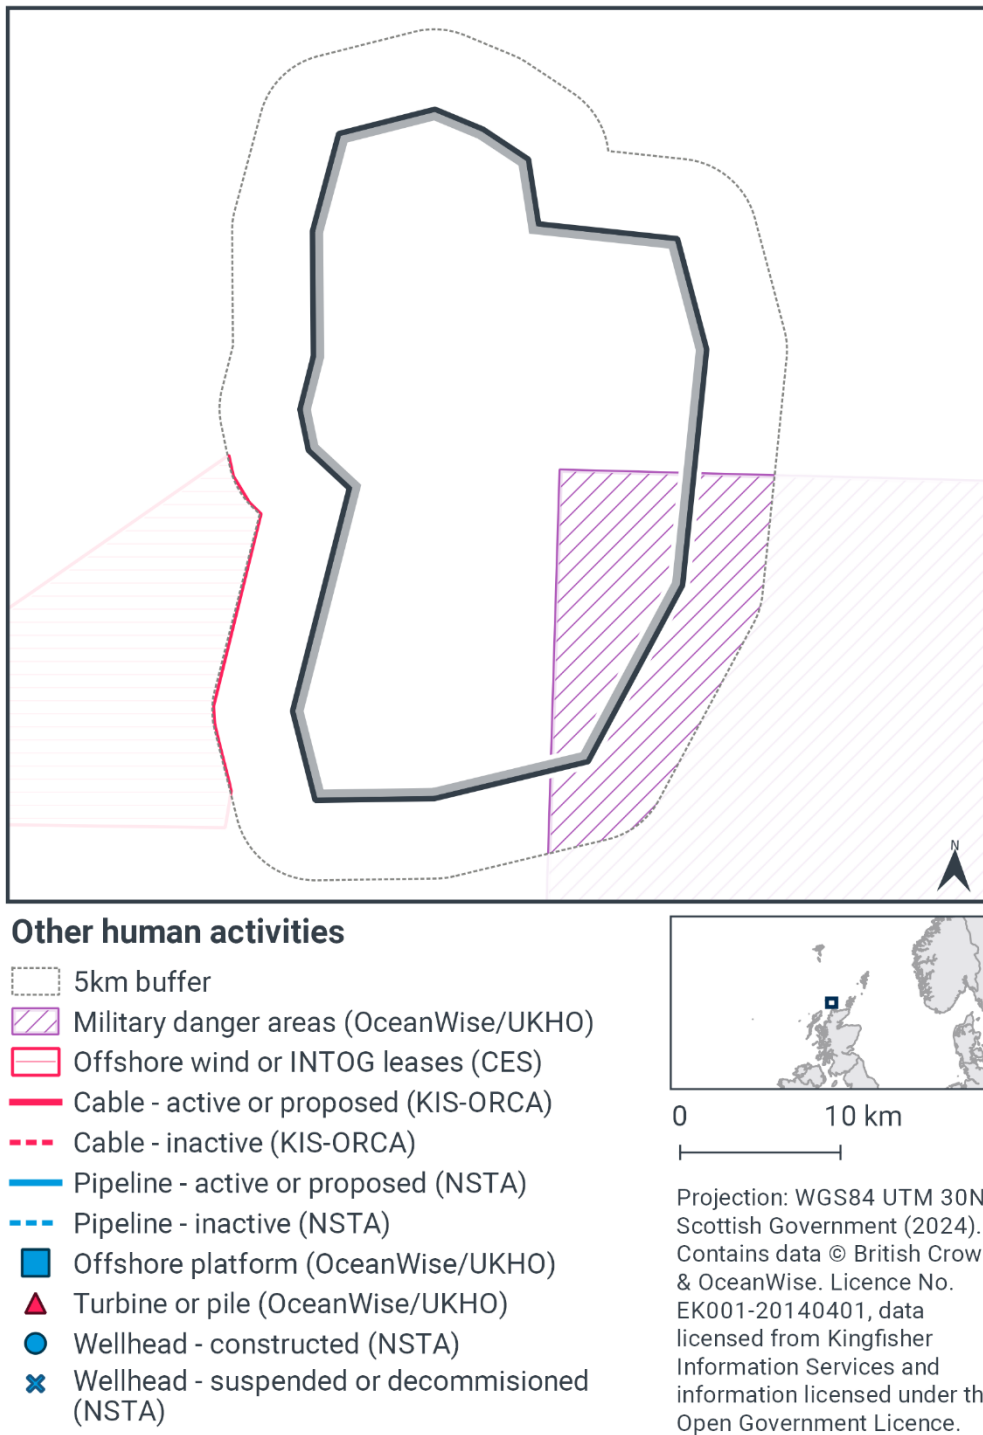 N
Other human activities
5km buffer
Military danger areas (OceanWise/UKHO)
Offshore wind or INTOG leases (CES)
Cable - active or proposed (KIS-ORCA)
Cable - inactive (KIS-ORCA)
Pipeline - active or proposed (NSTA)
Pipeline - inactive (NSTA)
Offshore platform (OceanWise/UKHO)
Turbine or pile (OceanWise/UKHO)
Wellhead - constructed (NSTA)
Wellhead - suspended or decommisioned
(NSTA)
0 10 km
Projection: WGS84 UTM 30N
Scottish Government (2024).
Contains data © British Crow
& OceanWise. Licence No.
EK001-20140401, data
licensed from Kingfisher
Information Services and
information licensed under th
Open Government Licence.